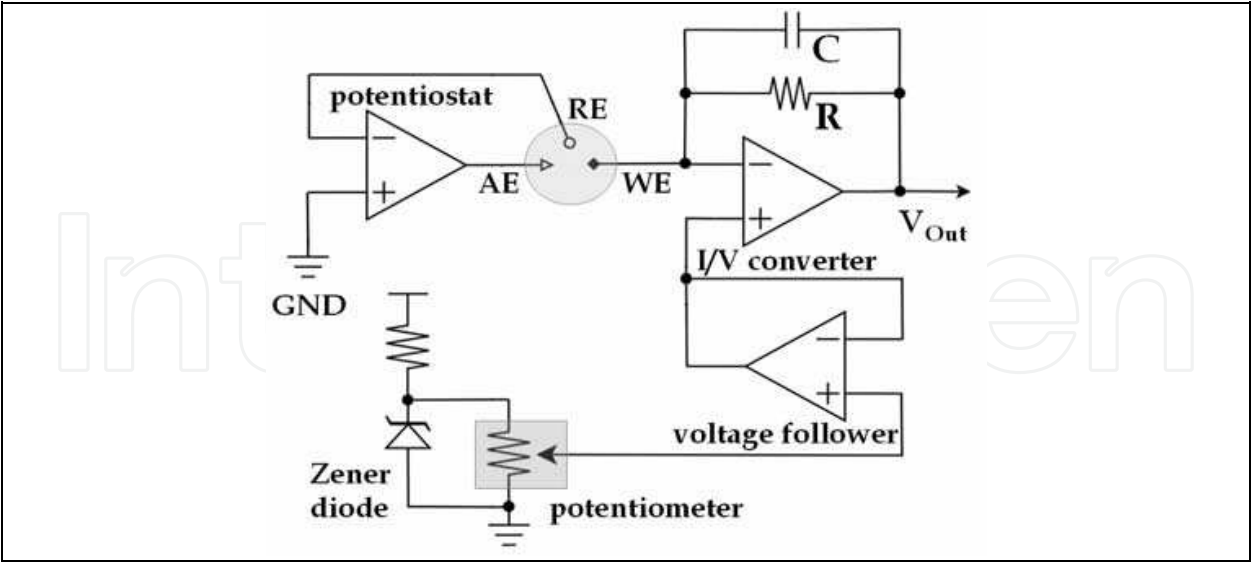 potentiostat
RE
C
R
AE
WE
V Out
I/V converter
GND
voltage follower
Zener
diode
potentiometer